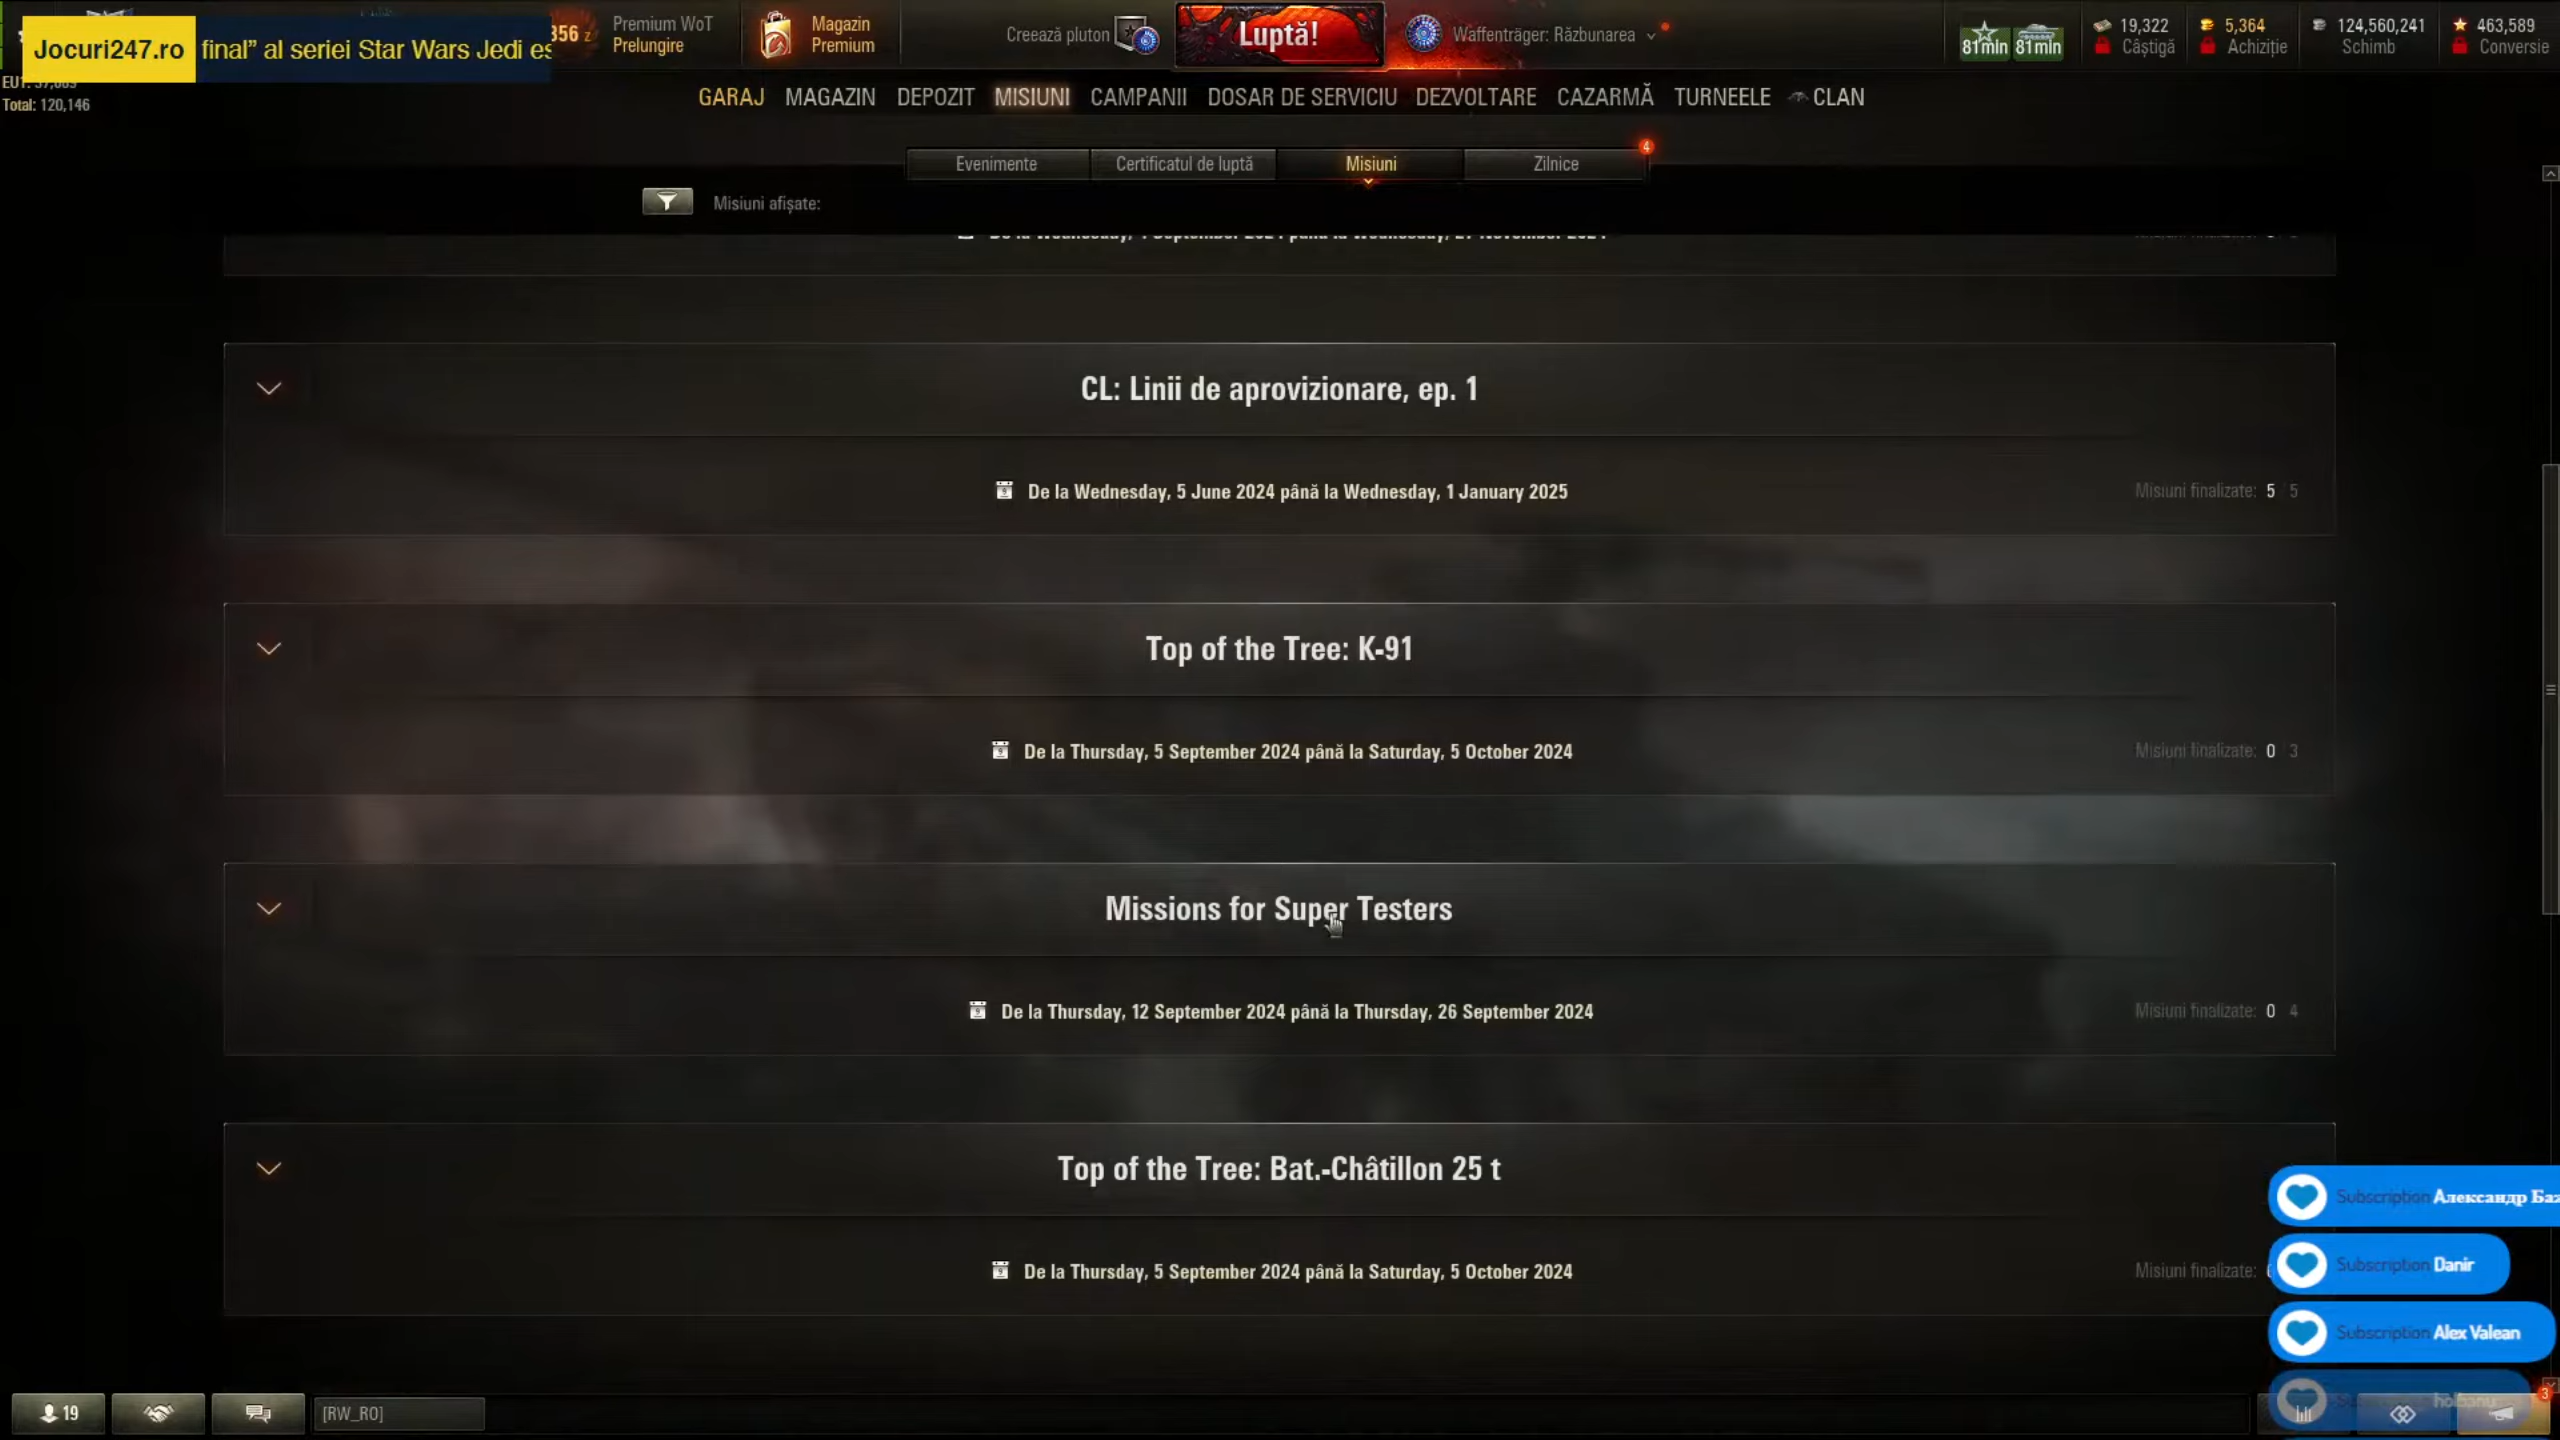 Jocuri247.ro
final” al seriei Star Wars Jedi es
356 z
Premium WoT
Prelungire
Magazin
Premium
Creează pluton
Luptă!
Waffenträger: Răzbunarea
81min
81min
19,322
Câștigă
5,364
Achiziție
124,560,241
Schimb
463,589
Conversie
Total: 120,146
GARAJ
MAGAZIN
DEPOZIT
MISIUNI
CAMPANII
DOSAR DE SERVICIU
DEZVOLTARE
CAZARMĂ
TURNEELE
CLAN
Evenimente
Certificatul de luptă
Misiuni
Zilnice
4
Misiuni afișate:
CL: Linii de aprovizionare, ep. 1
De la Wednesday, 5 June 2024 până la Wednesday, 1 January 2025
Misiuni finalizate: 5 / 5
Top of the Tree: K-91
De la Thursday, 5 September 2024 până la Saturday, 5 October 2024
Misiuni finalizate: 0 / 3
Missions for Super Testers
De la Thursday, 12 September 2024 până la Thursday, 26 September 2024
Misiuni finalizate: 0 / 4
Top of the Tree: Bat.-Châtillon 25 t
De la Thursday, 5 September 2024 până la Saturday, 5 October 2024
Misiuni finalizate:
Subscription Александр Баз
Subscription Danir
Subscription Alex Valean
19
[RW_RO]
3